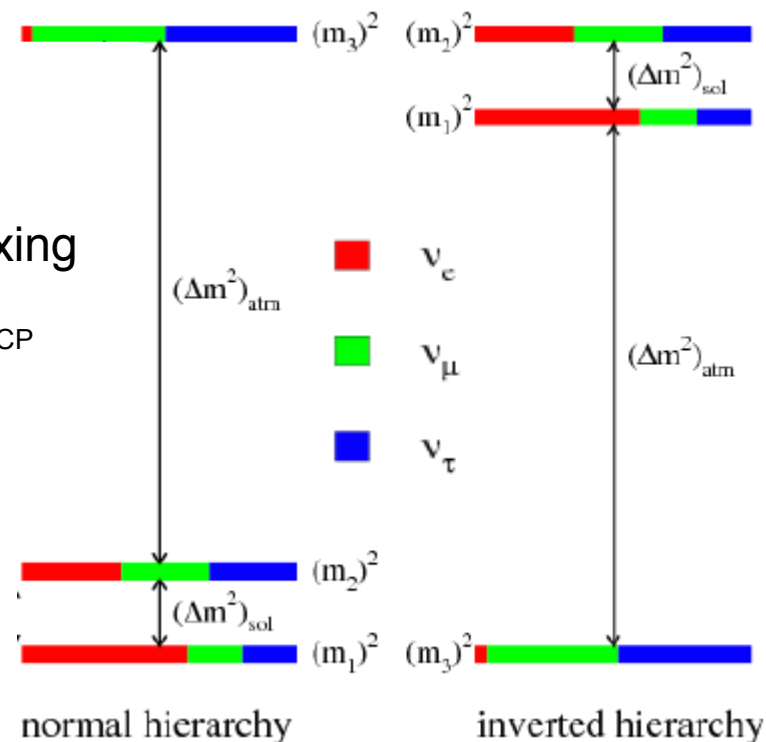 (m₃)² (m₂)²
(Δm²)sol
(m₁)²
xing
νe
(Δm²)atm
CP
νμ
(Δm²)atm
ντ
(m₂)²
(Δm²)sol
(m₁)² (m₃)²
normal hierarchy inverted hierarchy